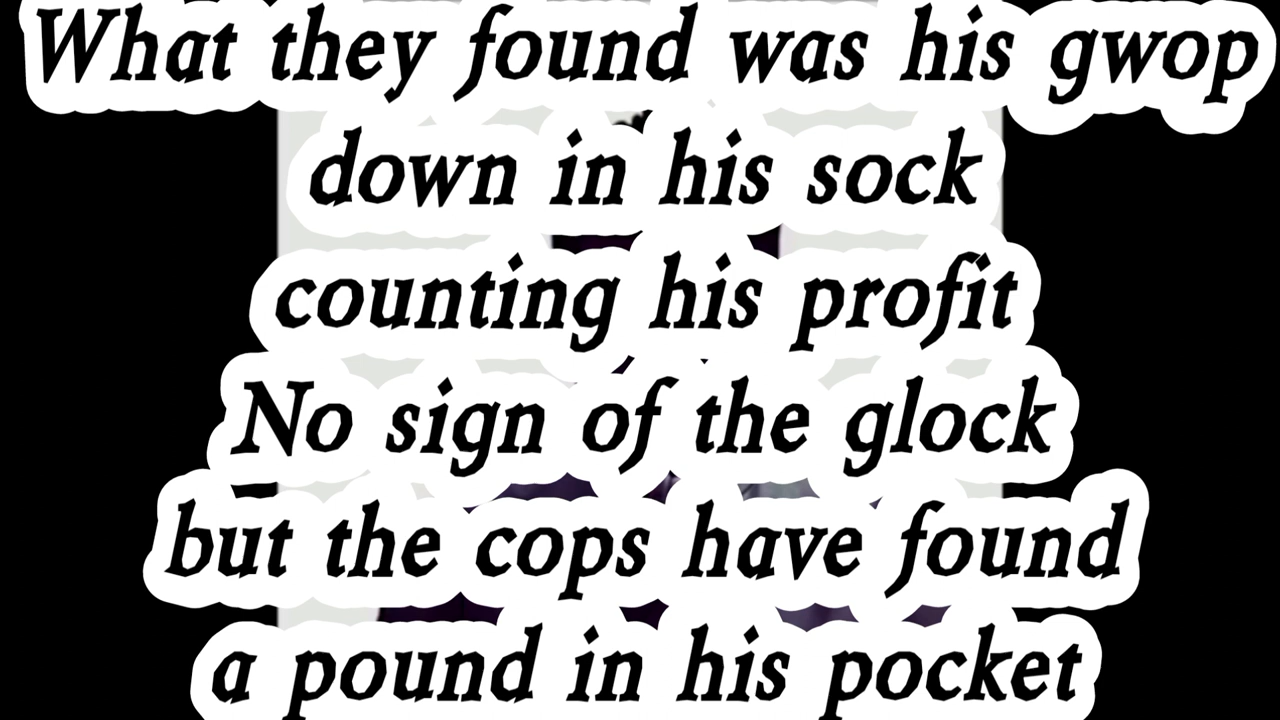 What they found was his gwop
down in his sock
counting his profit
No sign of the glock
but the cops have found
a pound in his pocket